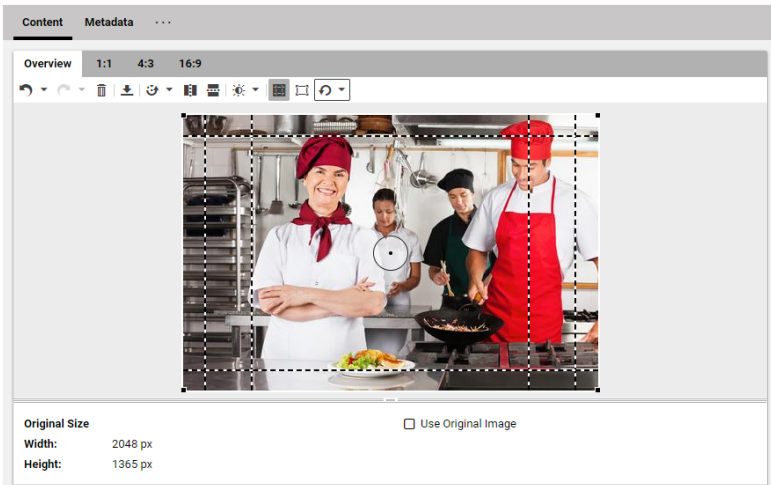 Content Metadata ···
Overview 1:1 4:3 16:9
Original Size
Use Original Image
Width: 2048 px
Height: 1365 px